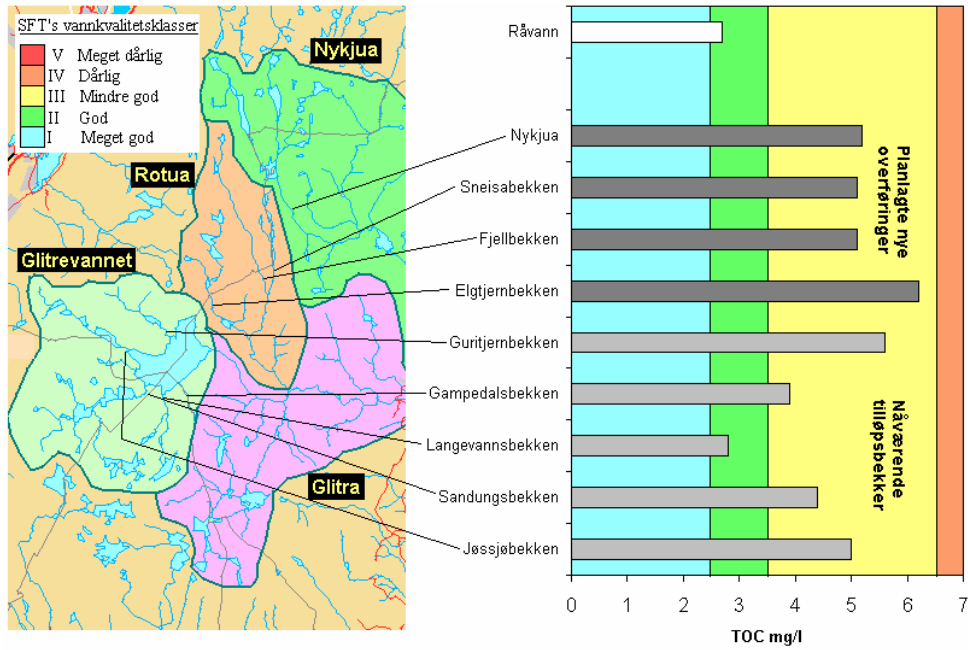 SFT's vannkvalitetsklasser
V Meget dårlig
IV Dårlig
III Mindre god
II God
I Meget god
Nykjua
Rotua
Glitrevannet
Glitra
Råvann
Nykjua
Sneisabekken
Fjellbekken
Elgtjernbekken
Guritjernbekken
Gampedalsbekken
Langevannsbekken
Sandungsbekken
Jøssjøbekken
Planlagte nye
overføringer
Nåværende
tilløpsbekker
0 1 2 3 4 5 6 7
TOC mg/l